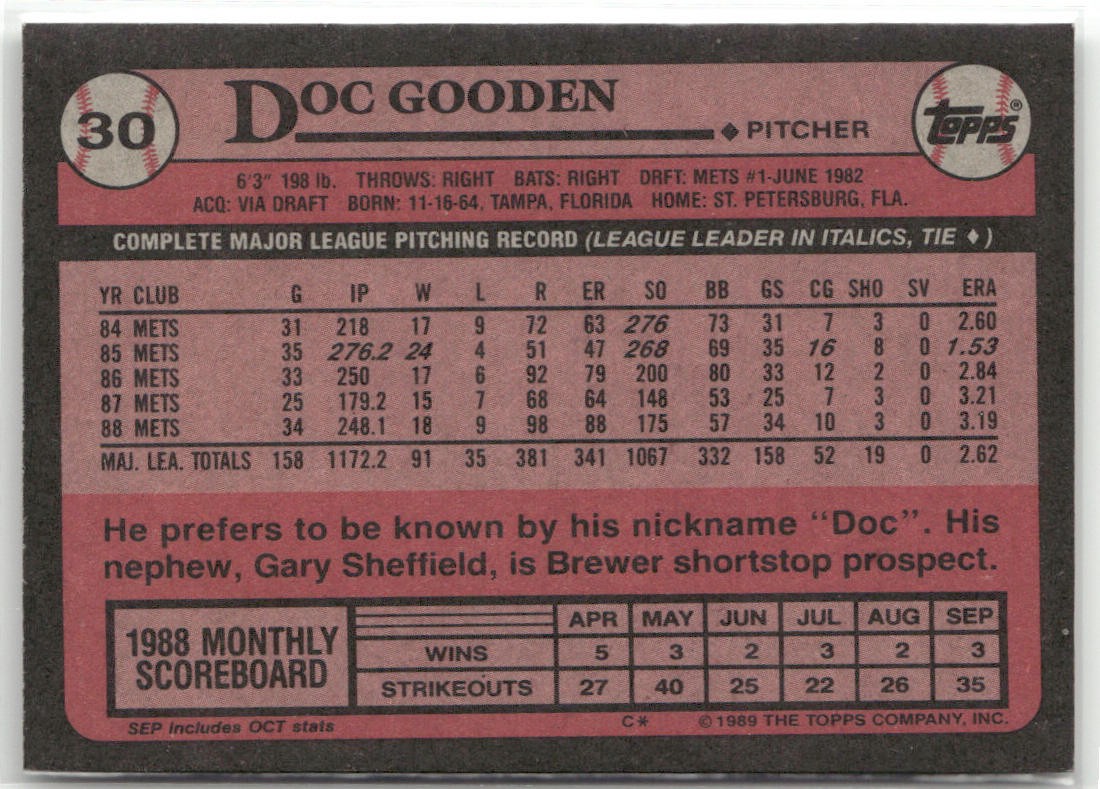 30
DOC GOODEN
◆ PITCHER
TOPPS®
6'3" 198 lb. THROWS: RIGHT BATS: RIGHT DRFT: METS #1-JUNE 1982
ACQ: VIA DRAFT BORN: 11-16-64, TAMPA, FLORIDA HOME: ST. PETERSBURG, FLA.
COMPLETE MAJOR LEAGUE PITCHING RECORD (LEAGUE LEADER IN ITALICS, TIE ♦)
YR CLUB G IP W L R ER SO BB GS CG SHO SV ERA
84 METS 31 218 17 9 72 63 276 73 31 7 3 0 2.60
85 METS 35 276.2 24 4 51 47 268 69 35 16 8 0 1.53
86 METS 33 250 17 6 92 79 200 80 33 12 2 0 2.84
87 METS 25 179.2 15 7 68 64 148 53 25 7 3 0 3.21
88 METS 34 248.1 18 9 98 88 175 57 34 10 3 0 3.19
MAJ. LEA. TOTALS 158 1172.2 91 35 381 341 1067 332 158 52 19 0 2.62
He prefers to be known by his nickname "Doc". His
nephew, Gary Sheffield, is Brewer shortstop prospect.
1988 MONTHLY
SCOREBOARD
APR MAY JUN JUL AUG SEP
WINS 5 3 2 3 2 3
STRIKEOUTS 27 40 25 22 26 35
SEP includes OCT stats
C* © 1989 THE TOPPS COMPANY, INC.